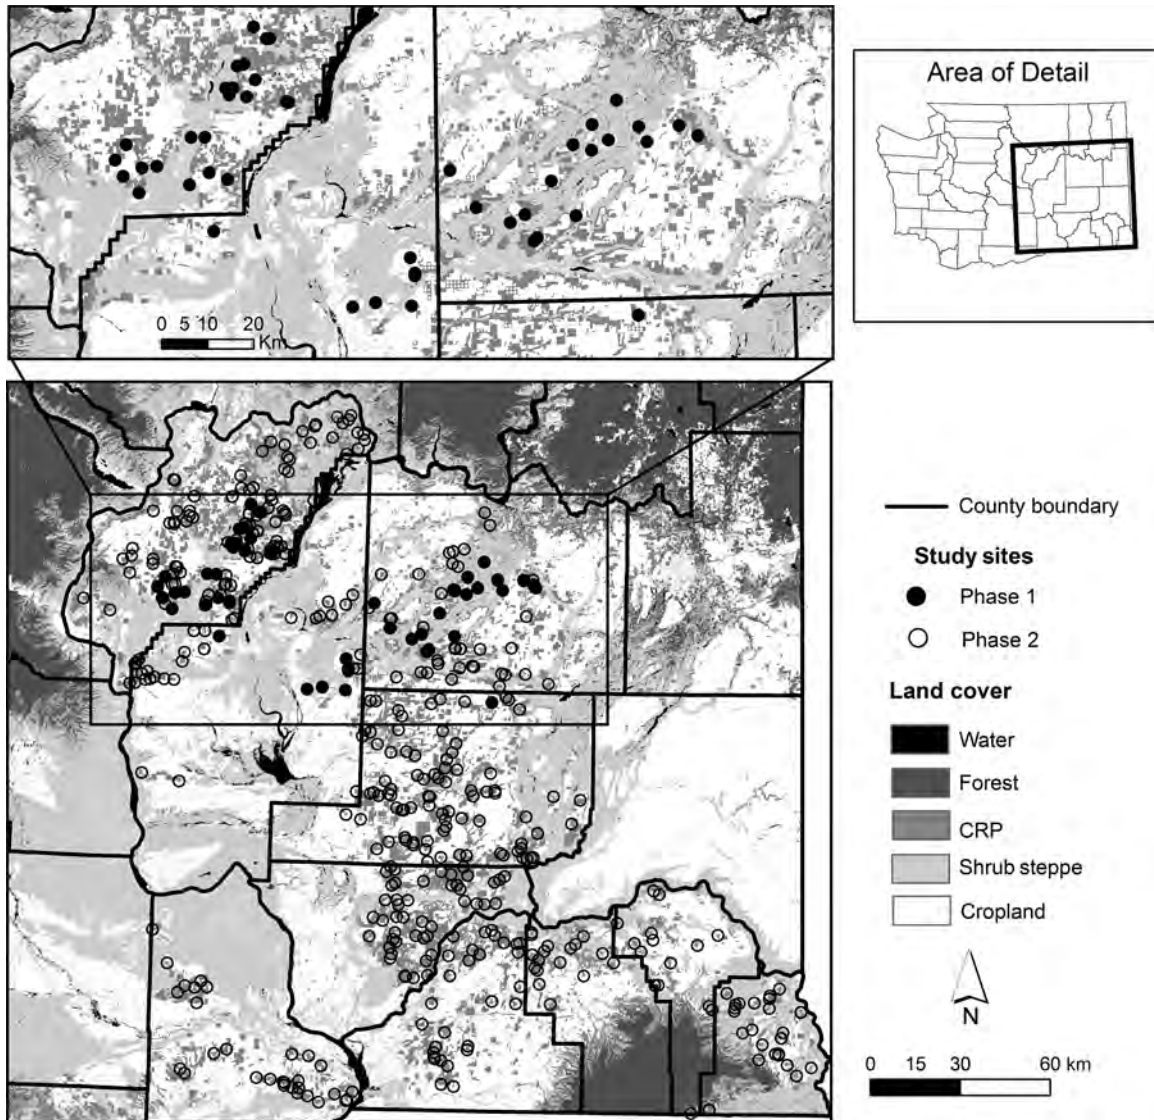 Area of Detail
0 5 10 20
Km
County boundary
Study sites
Phase 1
Phase 2
Land cover
Water
Forest
CRP
Shrub steppe
Cropland
N
0 15 30 60 km